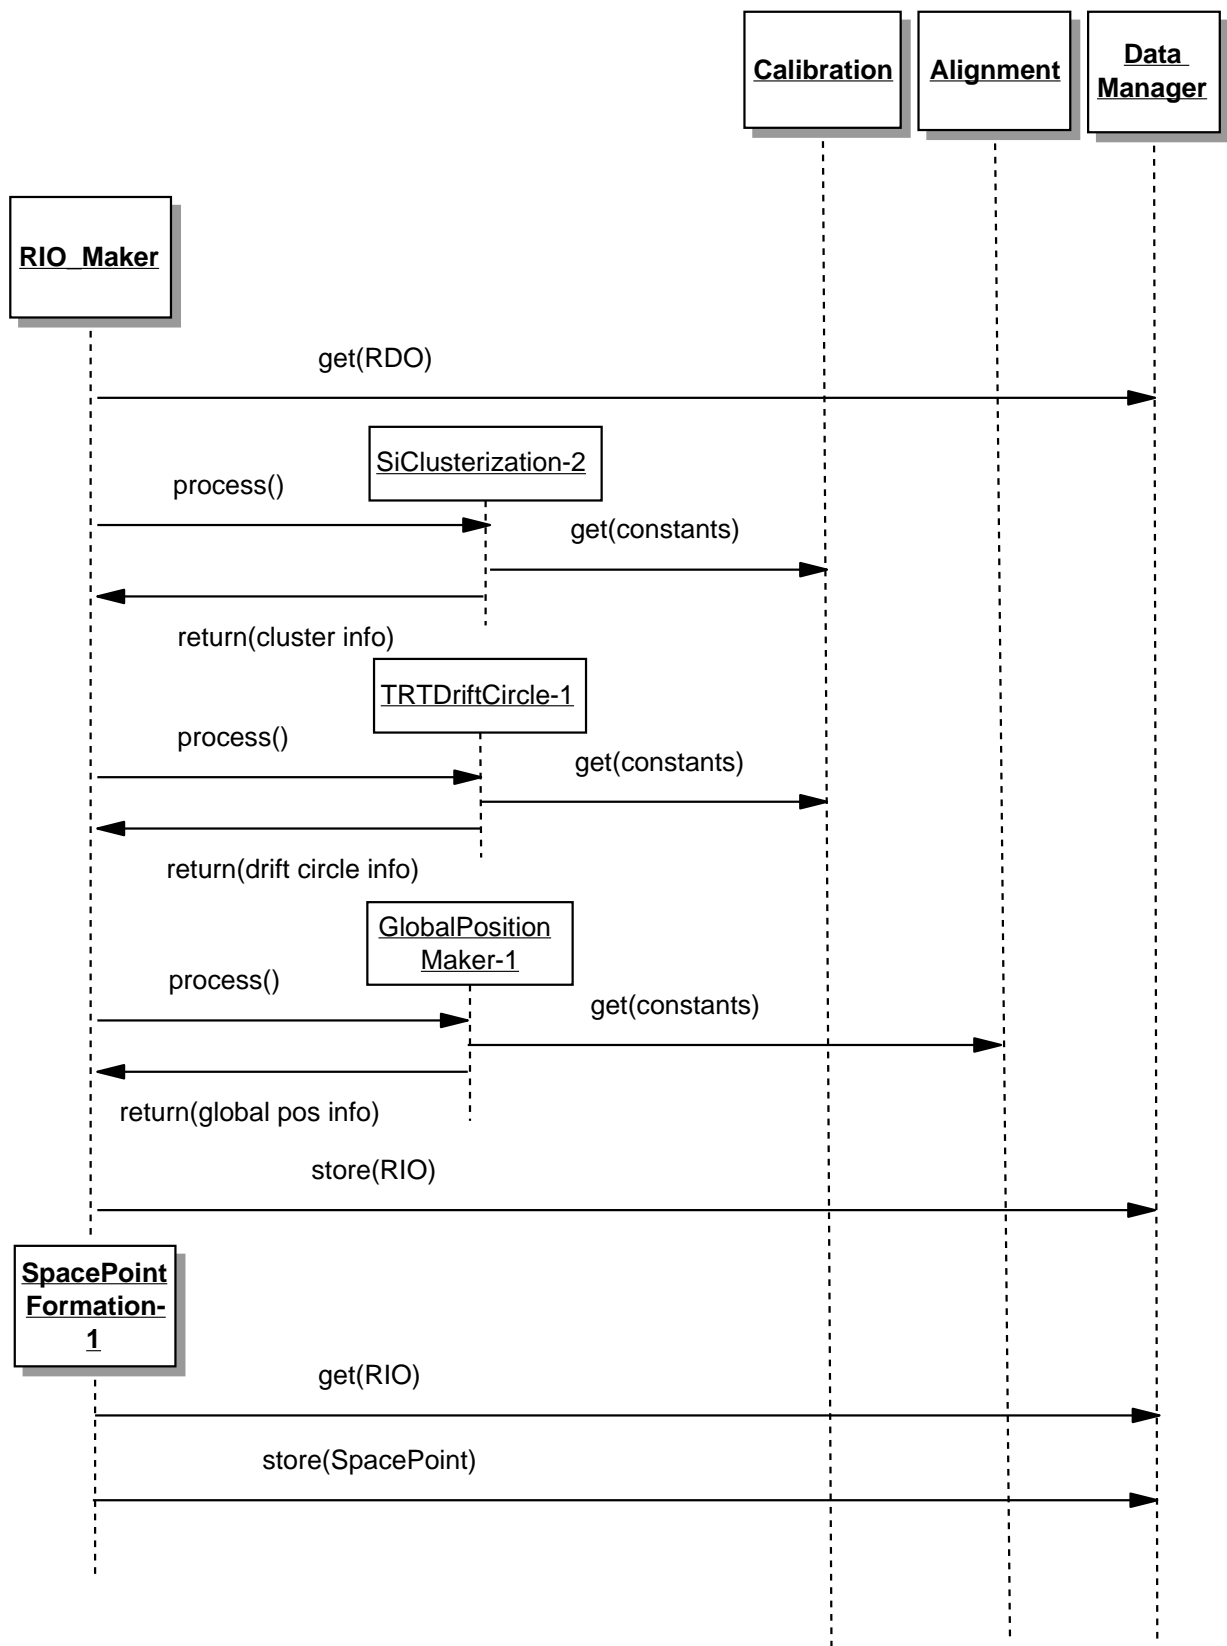 Calibration
Alignment
Data
Manager
RIO_Maker
get(RDO)
SiClusterization-2
process()
get(constants)
return(cluster info)
TRTDriftCircle-1
process()
get(constants)
return(drift circle info)
GlobalPosition
Maker-1
process()
get(constants)
return(global pos info)
store(RIO)
SpacePoint
Formation-
1
get(RIO)
store(SpacePoint)